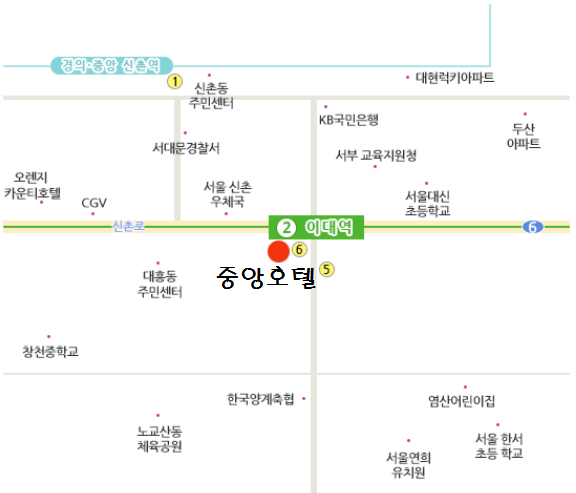 경의·중앙 신촌역
1
신촌동
주민센터
대현럭키아파트
KB국민은행
두산
아파트
서대문경찰서
서부 교육지원청
오렌지
카운티호텔
CGV
서울 신촌
우체국
서울대신
초등학교
신촌로
2 이대역
6
6
5
중앙호텔
대흥동
주민센터
창천중학교
한국양계축협
염산어린이집
노교산동
체육공원
서울연희
유치원
서울 한서
초등 학교